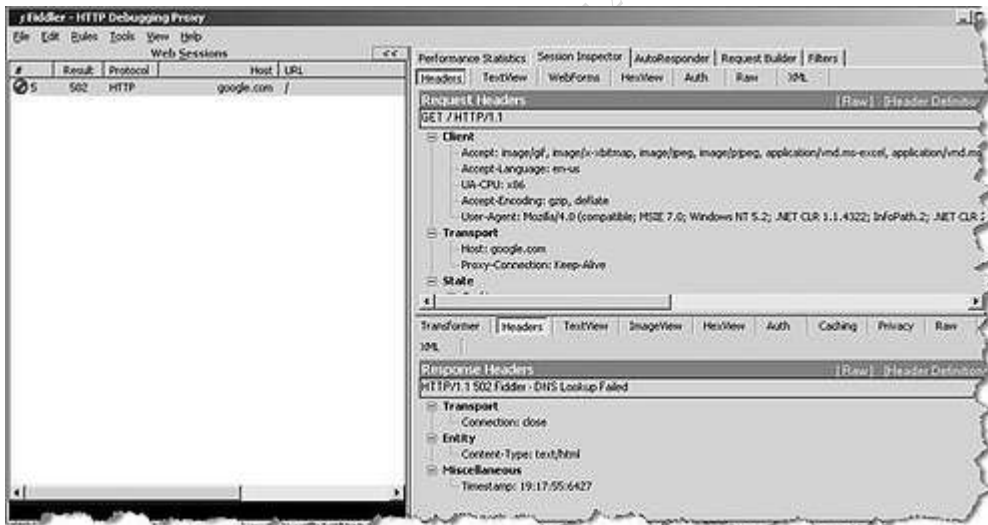 Fiddler - HTTP Debugging Proxy
File Edit Rules Tools View Help
Web Sessions <<
# Result Protocol Host URL
5 502 HTTP google.com /
Performance Statistics Session Inspector AutoResponder Request Builder Filters
Headers TextView WebForms HexView Auth Raw XML
Request Headers [Raw] [Header Definition
GET / HTTP/1.1
Client
Accept: image/gif, image/x-xbitmap, image/jpeg, image/pjpeg, application/vnd.ms-excel, application/vnd.ms
Accept-Language: en-us
UA-CPU: x86
Accept-Encoding: gzip, deflate
User-Agent: Mozilla/4.0 (compatible; MSIE 7.0; Windows NT 5.2; .NET CLR 1.1.4322; InfoPath.2; .NET CLR 2
Transport
Host: google.com
Proxy-Connection: Keep-Alive
State
Transformer Headers TextView ImageView HexView Auth Caching Privacy Raw
XML
Response Headers [Raw] [Header Definitions
HTTP/1.1 502 Fiddler - DNS Lookup Failed
Transport
Connection: close
Entity
Content-Type: text/html
Miscellaneous
Timestamp: 19:17:55:6427